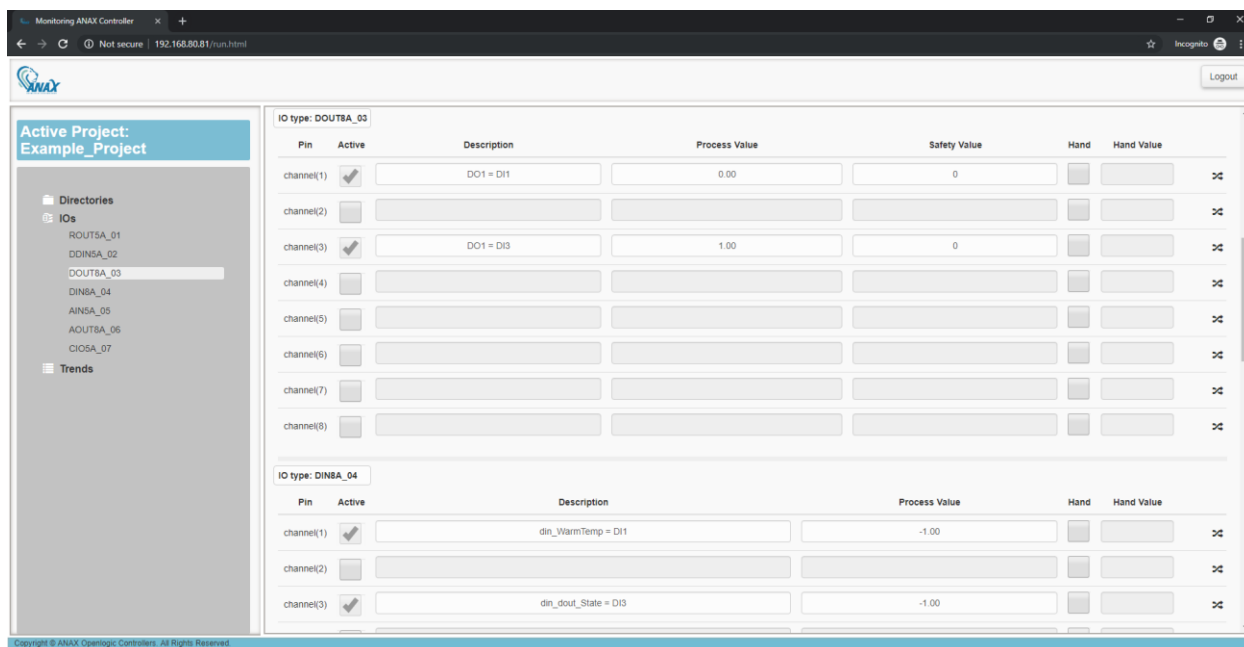 Monitoring ANAX Controller
Not secure | 192.168.80.81/run.html
Incognito
ANAX
Logout
Active Project:
Example_Project
Directories
IOs
ROUT5A_01
DDIN5A_02
DOUT8A_03
DIN8A_04
AIN5A_05
AOUT8A_06
CIO5A_07
Trends
IO type: DOUT8A_03
Pin Active Description Process Value Safety Value Hand Hand Value
channel(1) DO1 = DI1 0.00 0
channel(2)
channel(3) DO1 = DI3 1.00 0
channel(4)
channel(5)
channel(6)
channel(7)
channel(8)
IO type: DIN8A_04
Pin Active Description Process Value Hand Hand Value
channel(1) din_WarmTemp = DI1 -1.00
channel(2)
channel(3) din_dout_State = DI3 -1.00
Copyright © ANAX Openlogic Controllers. All Rights Reserved.